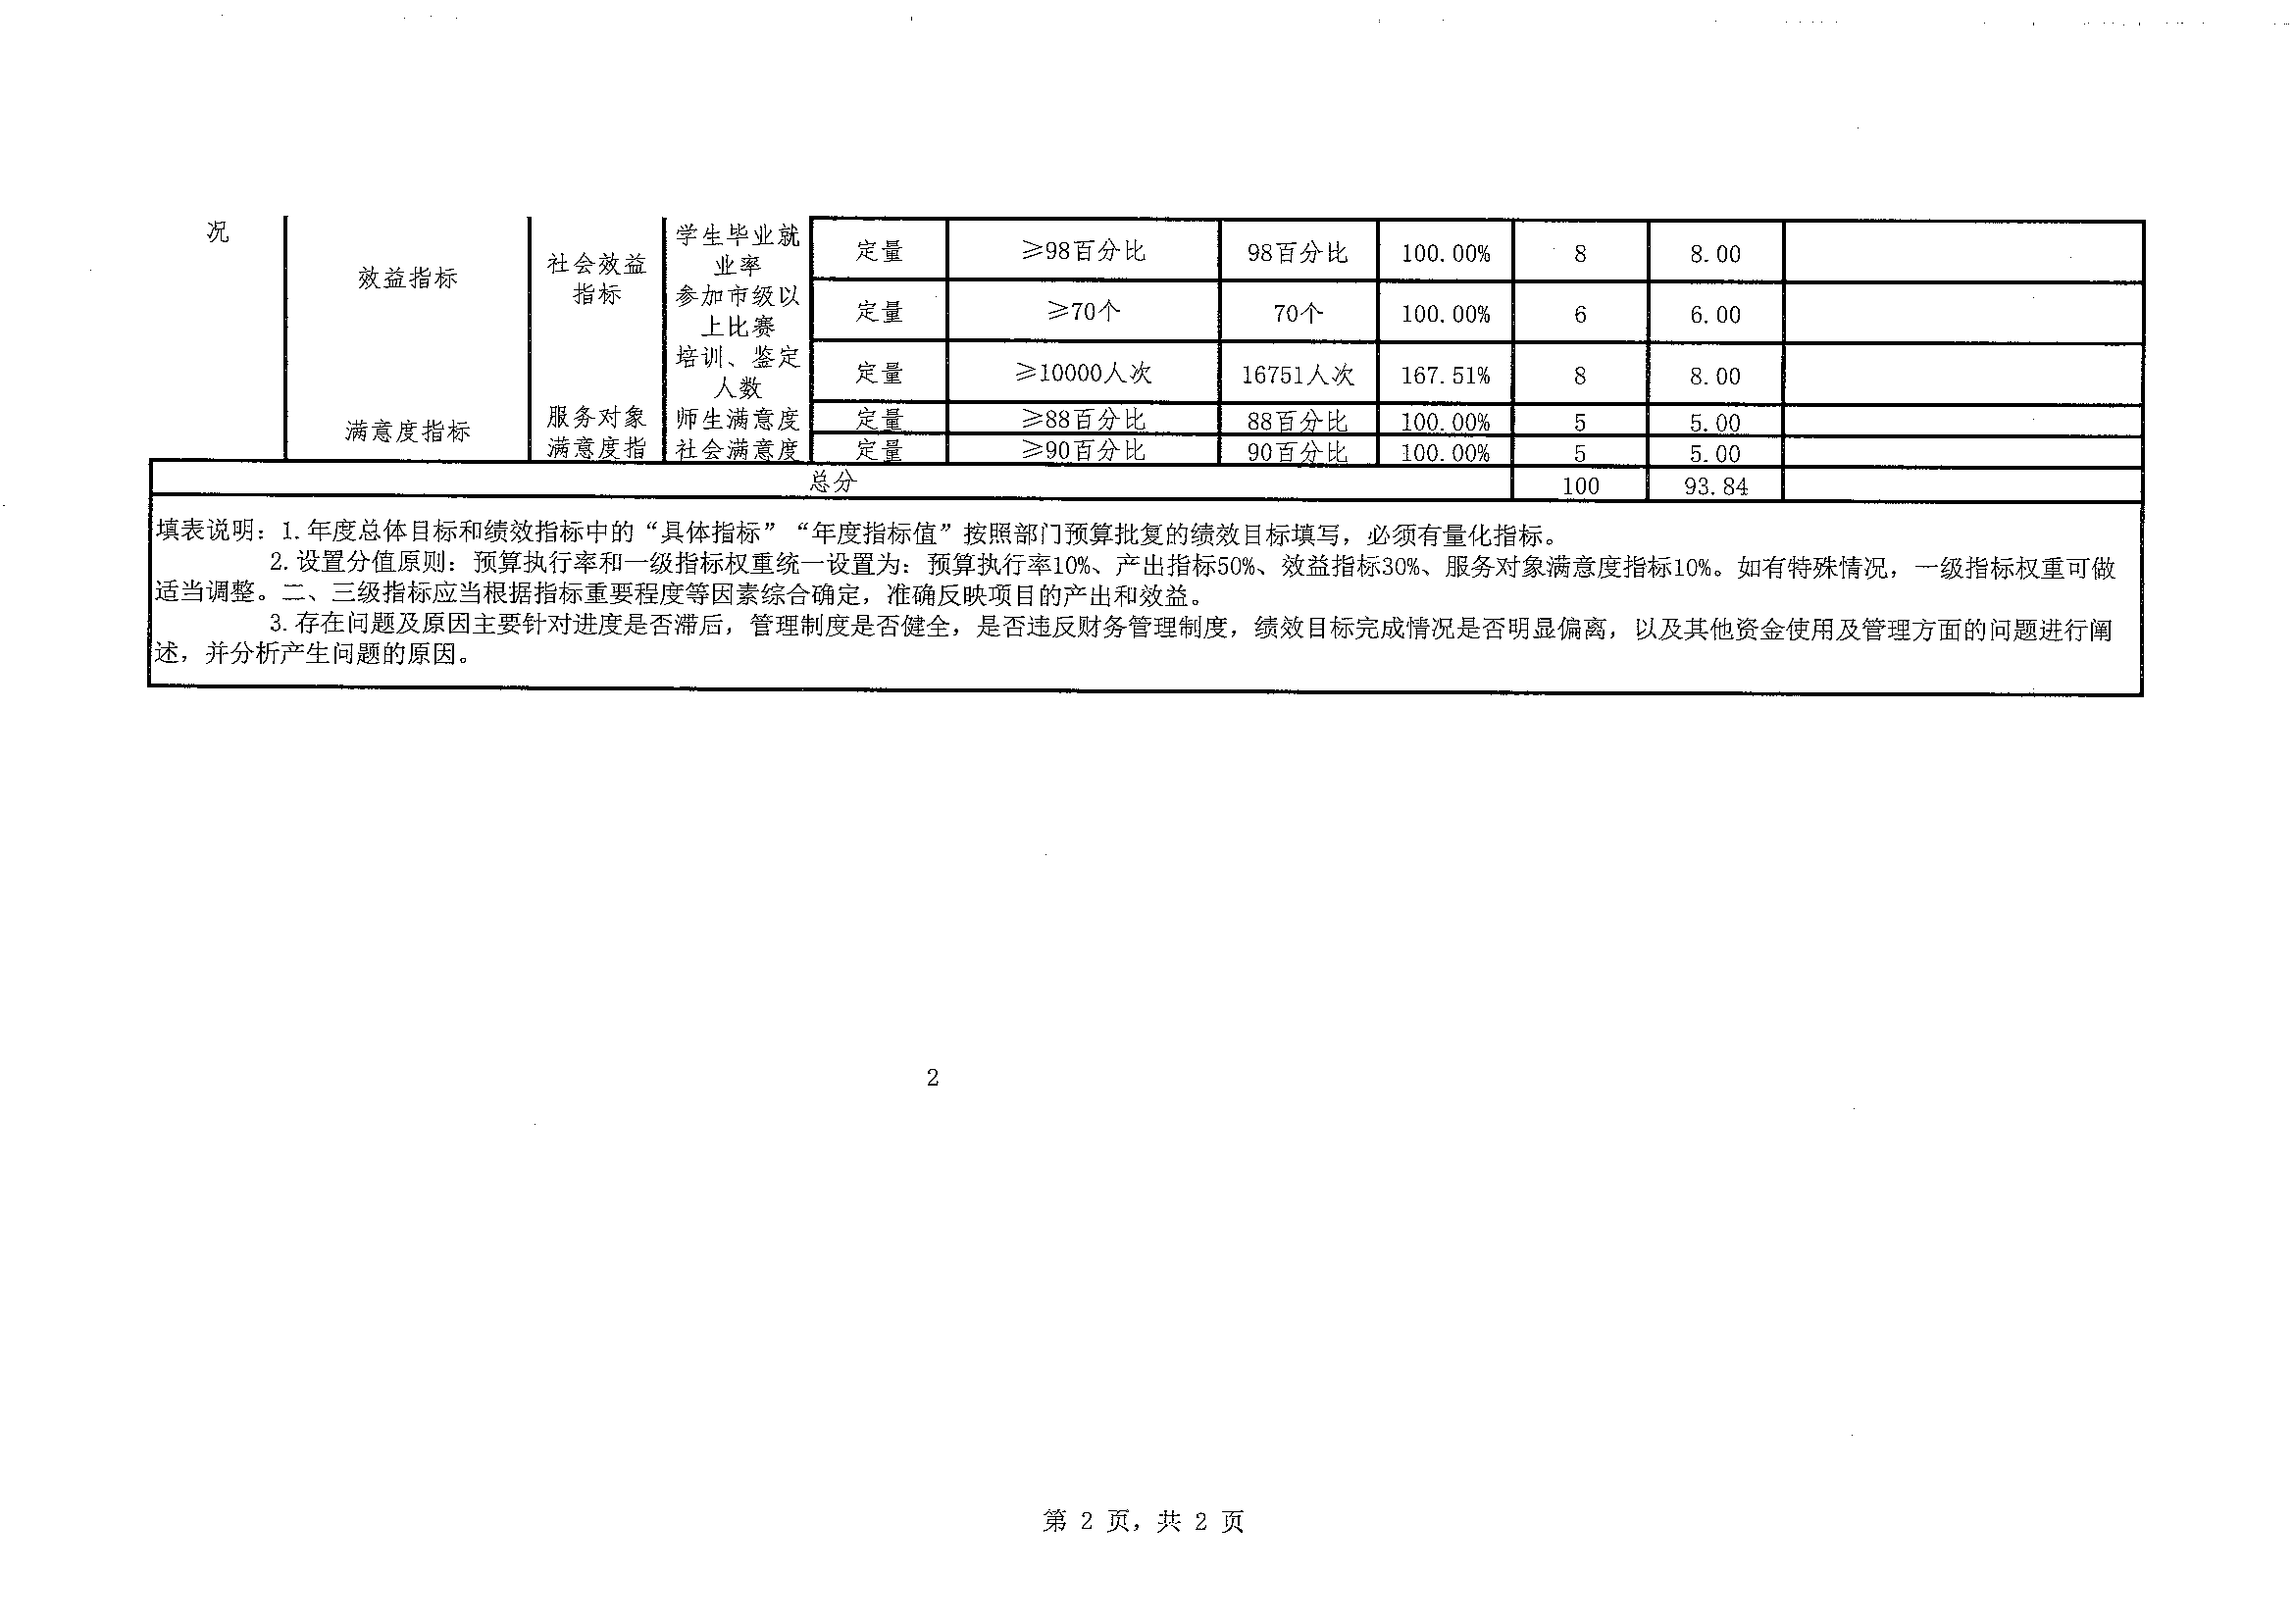 况
效益指标
社会效益
指标
学生毕业就
业率
定量 ≥98百分比 98百分比 100.00% 8 8.00
参加市级以
上比赛
定量 ≥70个 70个 100.00% 6 6.00
培训、鉴定
人数
定量 ≥10000人次 16751人次 167.51% 8 8.00
满意度指标
服务对象
满意度指
师生满意度 定量 ≥88百分比 88百分比 100.00% 5 5.00
社会满意度 定量 ≥90百分比 90百分比 100.00% 5 5.00
总分 100 93.84
填表说明：1.年度总体目标和绩效指标中的“具体指标”“年度指标值”按照部门预算批复的绩效目标填写，必须有量化指标。
2.设置分值原则：预算执行率和一级指标权重统一设置为：预算执行率10%、产出指标50%、效益指标30%、服务对象满意度指标10%。如有特殊情况，一级指标权重可做
适当调整。二、三级指标应当根据指标重要程度等因素综合确定，准确反映项目的产出和效益。
3.存在问题及原因主要针对进度是否滞后，管理制度是否健全，是否违反财务管理制度，绩效目标完成情况是否明显偏离，以及其他资金使用及管理方面的问题进行阐
述，并分析产生问题的原因。
2
第 2 页，共 2 页